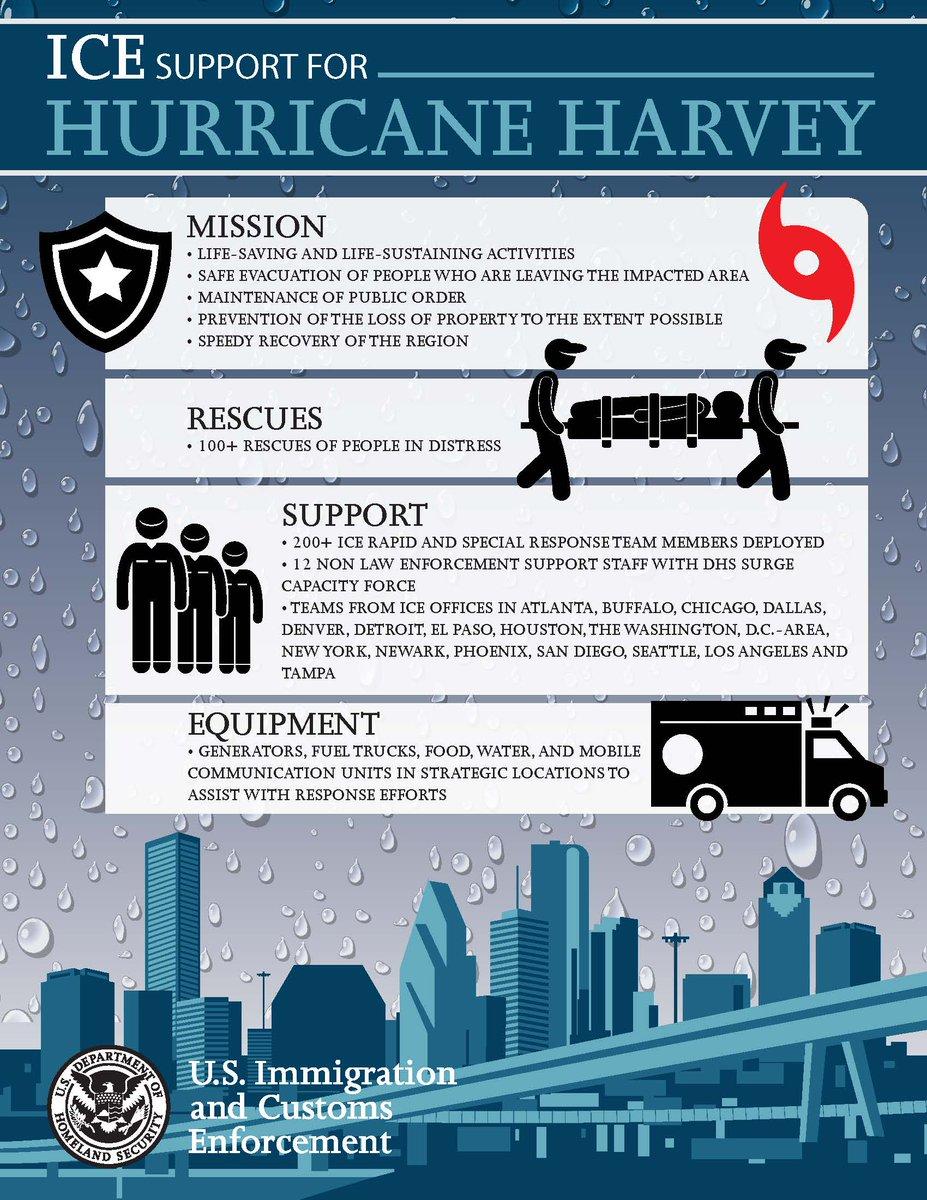 ICE SUPPORT FOR
HURRICANE HARVEY
MISSION
• LIFE-SAVING AND LIFE-SUSTAINING ACTIVITIES
• SAFE EVACUATION OF PEOPLE WHO ARE LEAVING THE IMPACTED AREA
• MAINTENANCE OF PUBLIC ORDER
• PREVENTION OF THE LOSS OF PROPERTY TO THE EXTENT POSSIBLE
• SPEEDY RECOVERY OF THE REGION
RESCUES
• 100+ RESCUES OF PEOPLE IN DISTRESS
SUPPORT
• 200+ ICE RAPID AND SPECIAL RESPONSE TEAM MEMBERS DEPLOYED
• 12 NON LAW ENFORCEMENT SUPPORT STAFF WITH DHS SURGE
CAPACITY FORCE
• TEAMS FROM ICE OFFICES IN ATLANTA, BUFFALO, CHICAGO, DALLAS,
DENVER, DETROIT, EL PASO, HOUSTON, THE WASHINGTON, D.C.-AREA,
NEW YORK, NEWARK, PHOENIX, SAN DIEGO, SEATTLE, LOS ANGELES AND
TAMPA
EQUIPMENT
• GENERATORS, FUEL TRUCKS, FOOD, WATER, AND MOBILE
COMMUNICATION UNITS IN STRATEGIC LOCATIONS TO
ASSIST WITH RESPONSE EFFORTS
U.S. DEPARTMENT OF
HOMELAND SECURITY
U.S. Immigration
and Customs
Enforcement